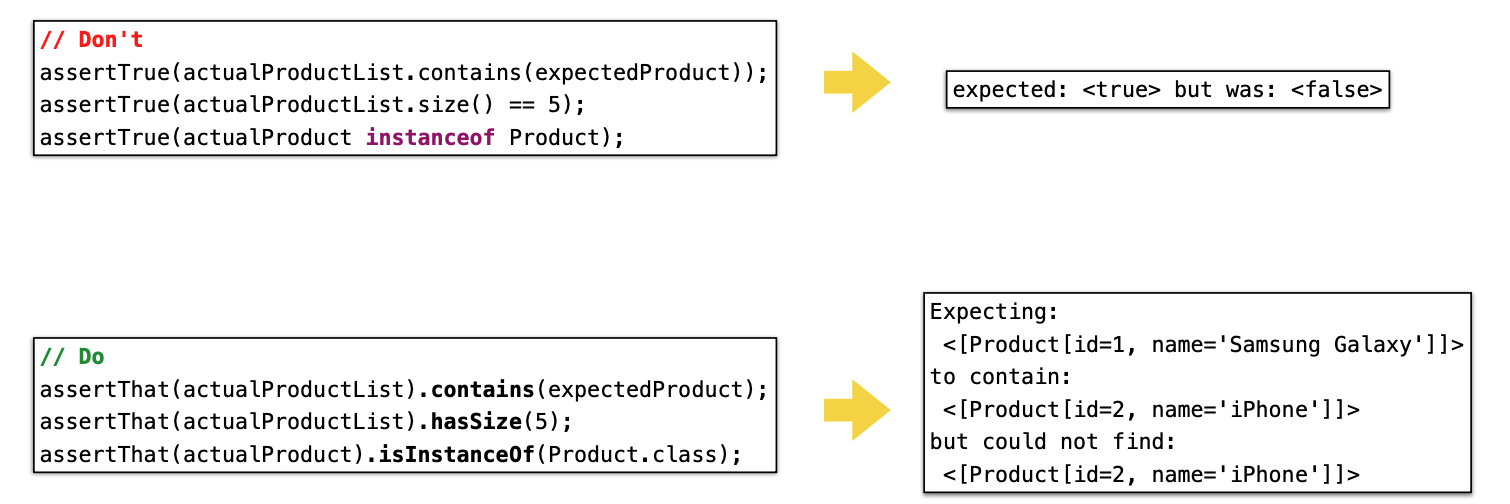 // Don't
assertTrue(actualProductList.contains(expectedProduct));
assertTrue(actualProductList.size() == 5);
assertTrue(actualProduct instanceof Product);
expected: <true> but was: <false>
// Do
assertThat(actualProductList).contains(expectedProduct);
assertThat(actualProductList).hasSize(5);
assertThat(actualProduct).isInstanceOf(Product.class);
Expecting:
<[Product[id=1, name='Samsung Galaxy']]>
to contain:
<[Product[id=2, name='iPhone']]>
but could not find:
<[Product[id=2, name='iPhone']]>